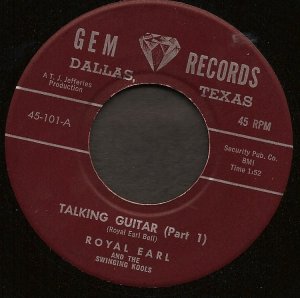 GEM RECORDS
DALLAS, TEXAS
A T. J. Jefferies
Production
45-101-A
45 RPM
Security Pub. Co.
BMI
Time 1:52
TALKING GUITAR (Part 1)
(Royal Earl Bell)
ROYAL EARL
AND THE
SWINGING KOOLS